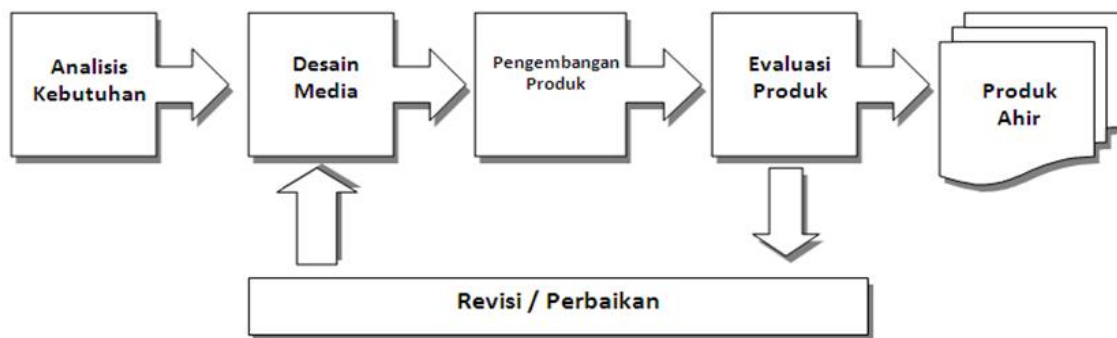 Analisis
Kebutuhan
Desain
Media
Pengembangan
Produk
Evaluasi
Produk
Produk
Ahir
Revisi / Perbaikan